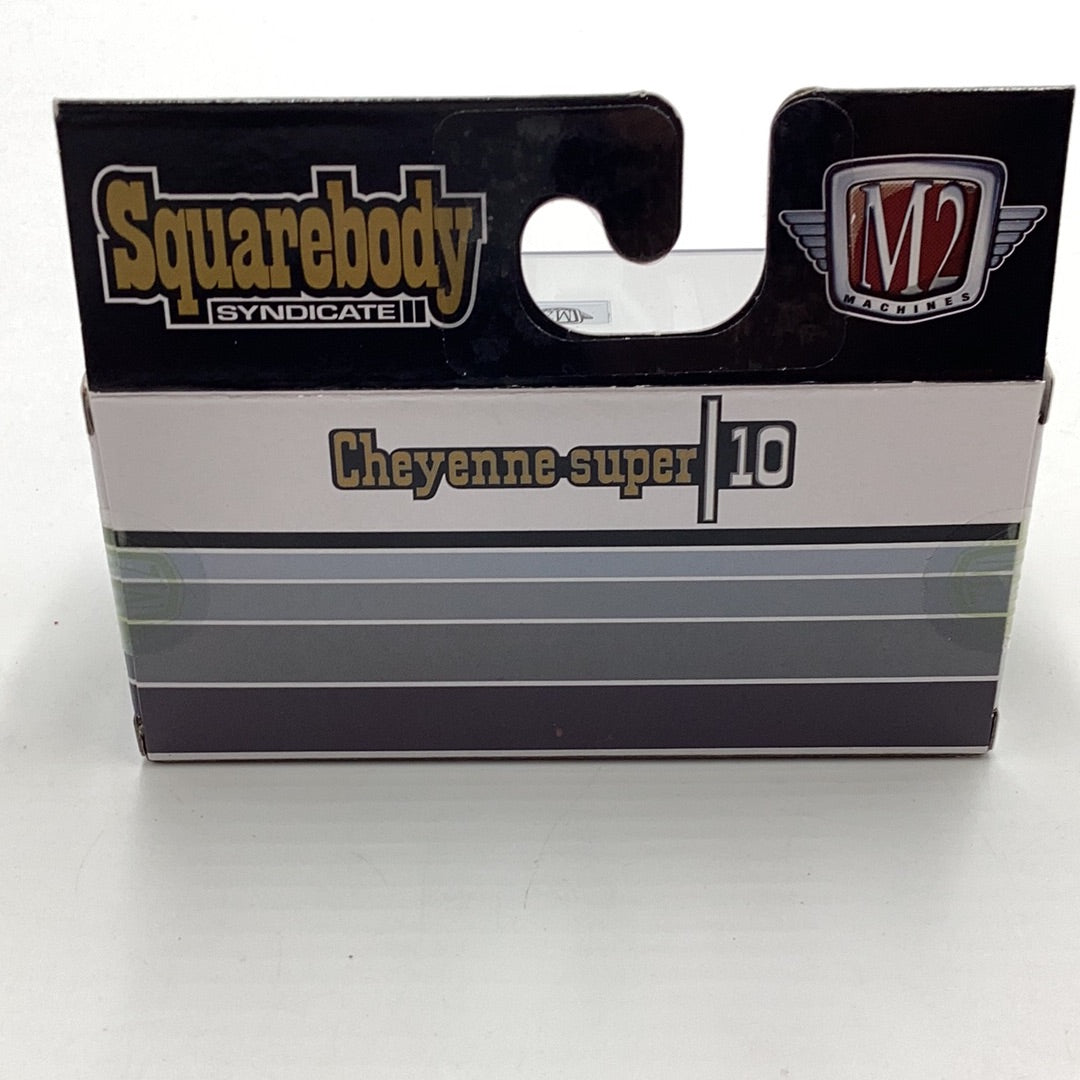 Squarebody
SYNDICATE
M2
MACHINES
Cheyenne super 10